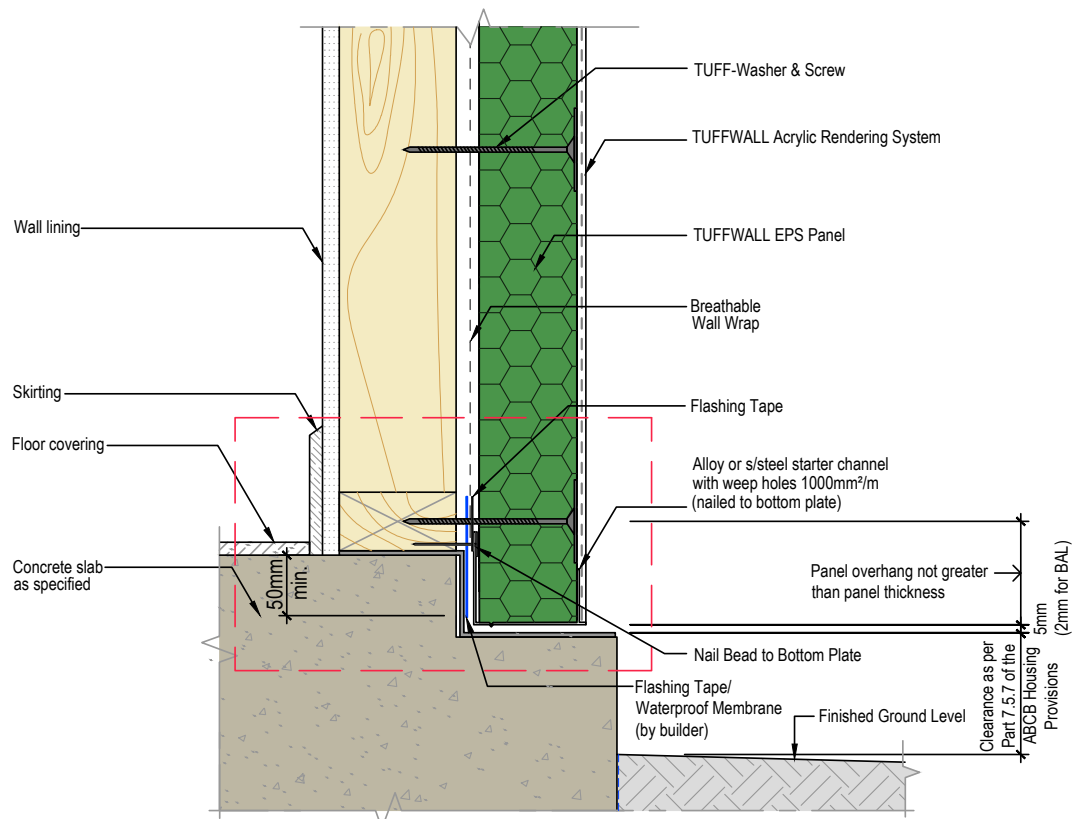 TUFF-Washer & Screw
TUFFWALL Acrylic Rendering System
Wall lining
TUFFWALL EPS Panel
Breathable
Wall Wrap
Skirting
Flashing Tape
Floor covering
Alloy or s/steel starter channel
with weep holes 1000mm²/m
(nailed to bottom plate)
Concrete slab
as specified
50mm
min.
Panel overhang not greater
than panel thickness
5mm
(2mm for BAL)
Nail Bead to Bottom Plate
Flashing Tape/
Waterproof Membrane
(by builder)
Finished Ground Level
Clearance as per
Part 7.5.7 of the
ABCB Housing
Provisions